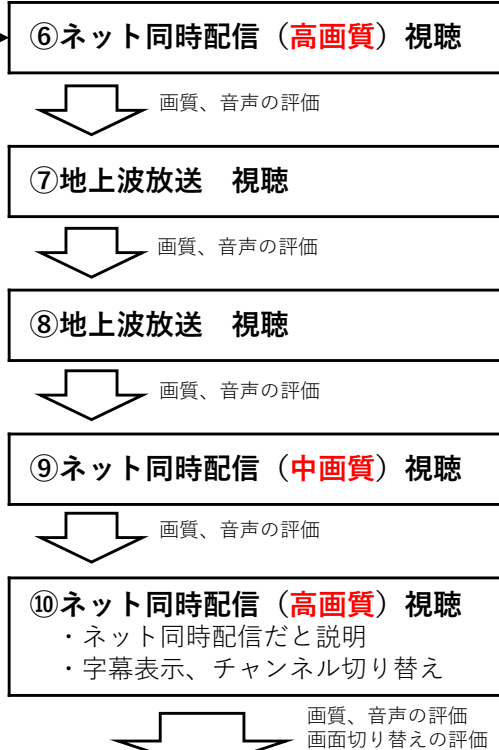 ⑥ネット同時配信（高画質）視聴
画質、音声の評価
⑦地上波放送　視聴
画質、音声の評価
⑧地上波放送　視聴
画質、音声の評価
⑨ネット同時配信（中画質）視聴
画質、音声の評価
⑩ネット同時配信（高画質）視聴
・ネット同時配信だと説明
・字幕表示、チャンネル切り替え
画質、音声の評価
画面切り替えの評価